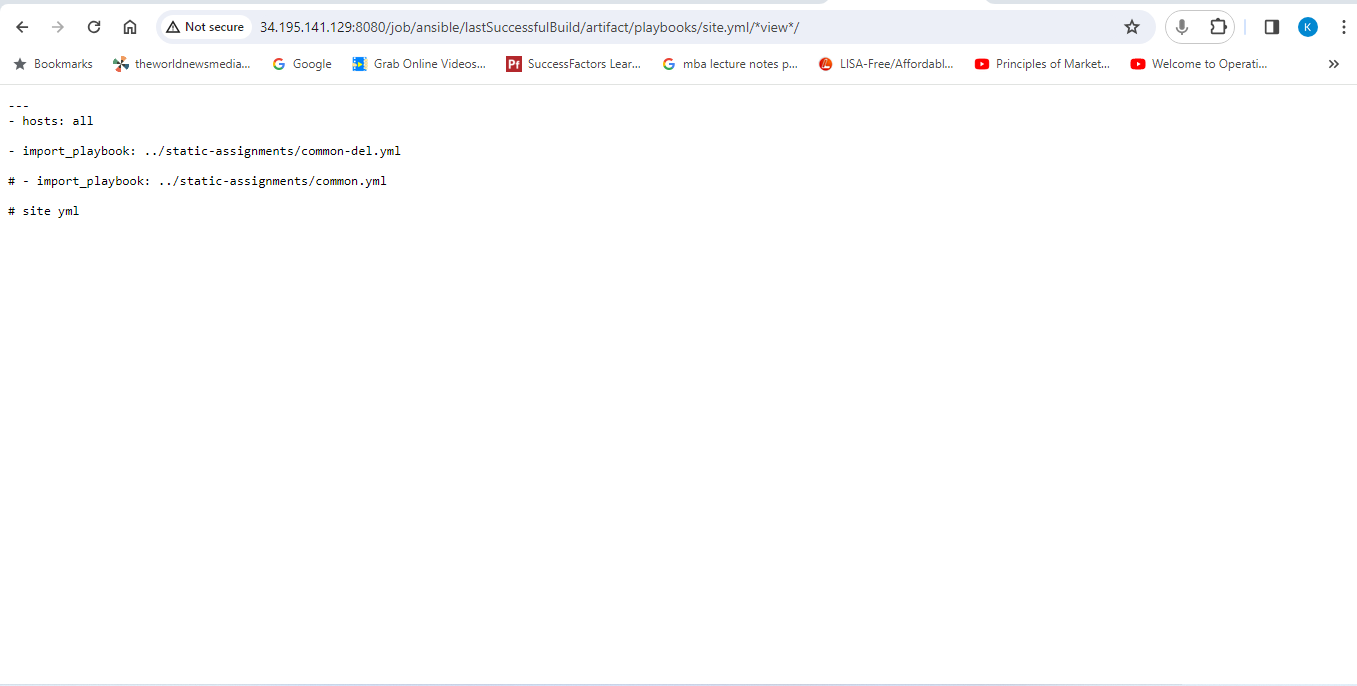 Not secure 34.195.141.129:8080/job/ansible/lastSuccessfulBuild/artifact/playbooks/site.yml/*view*/ K
Bookmarks theworldnewsmedia... Google Grab Online Videos... Pf SuccessFactors Lear... mba lecture notes p... LISA-Free/Affordabl... Principles of Market... Welcome to Operati... »
---
- hosts: all
- import_playbook: ../static-assignments/common-del.yml
# - import_playbook: ../static-assignments/common.yml
# site yml